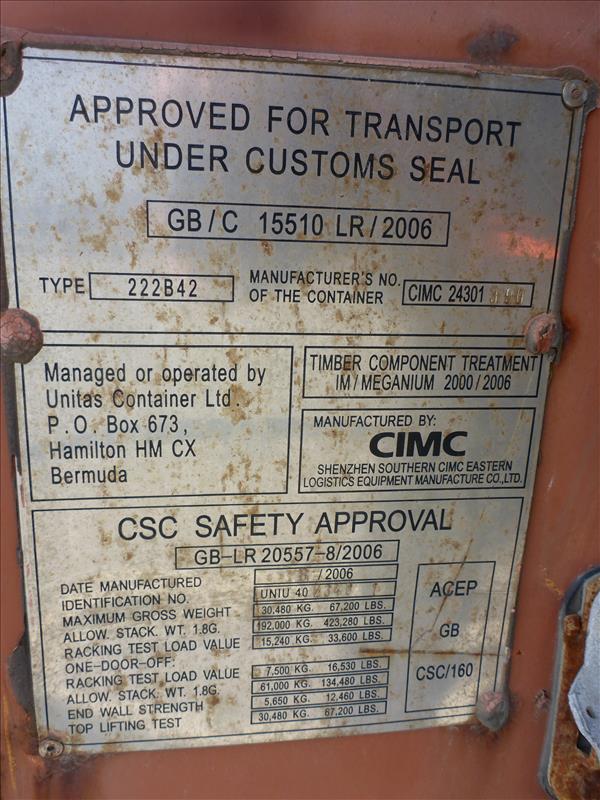 APPROVED FOR TRANSPORT
UNDER CUSTOMS SEAL
GB/C 15510 LR/2006
TYPE 222B42
MANUFACTURER'S NO.
OF THE CONTAINER
CIMC 24301
Managed or operated by
Unitas Container Ltd.
P.O. Box 673,
Hamilton HM CX
Bermuda
TIMBER COMPONENT TREATMENT
IM/MEGANIUM 2000/2006
MANUFACTURED BY:
CIMC
SHENZHEN SOUTHERN CIMC EASTERN
LOGISTICS EQUIPMENT MANUFACTURE CO.,LTD.
CSC SAFETY APPROVAL
GB-LR 20557-8/2006
DATE MANUFACTURED /2006
IDENTIFICATION NO. UNIU 40
MAXIMUM GROSS WEIGHT 30,480 KG. 67,200 LBS.
ALLOW. STACK. WT. 1.8G. 192,000 KG. 423,280 LBS.
RACKING TEST LOAD VALUE 15,240 KG. 33,600 LBS.
ONE-DOOR-OFF:
RACKING TEST LOAD VALUE 7,500 KG. 16,530 LBS.
ALLOW. STACK. WT. 1.8G. 61,000 KG. 134,480 LBS.
END WALL STRENGTH 5,650 KG. 12,460 LBS.
TOP LIFTING TEST 30,480 KG. 67,200 LBS.
ACEP
GB
CSC/160